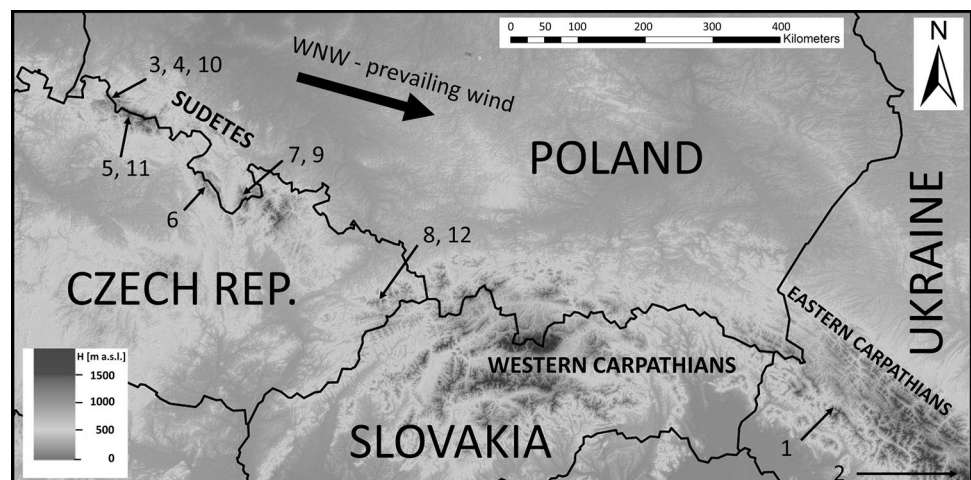 0 50 100 200 300 400
Kilometers
N
WNW - prevailing wind
3, 4, 10
SUDETES
5, 11
7, 9
6
POLAND
UKRAINE
8, 12
CZECH REP.
EASTERN CARPATHIANS
H [m a.s.l.]
1500
1000
500
0
WESTERN CARPATHIANS
SLOVAKIA
1
2